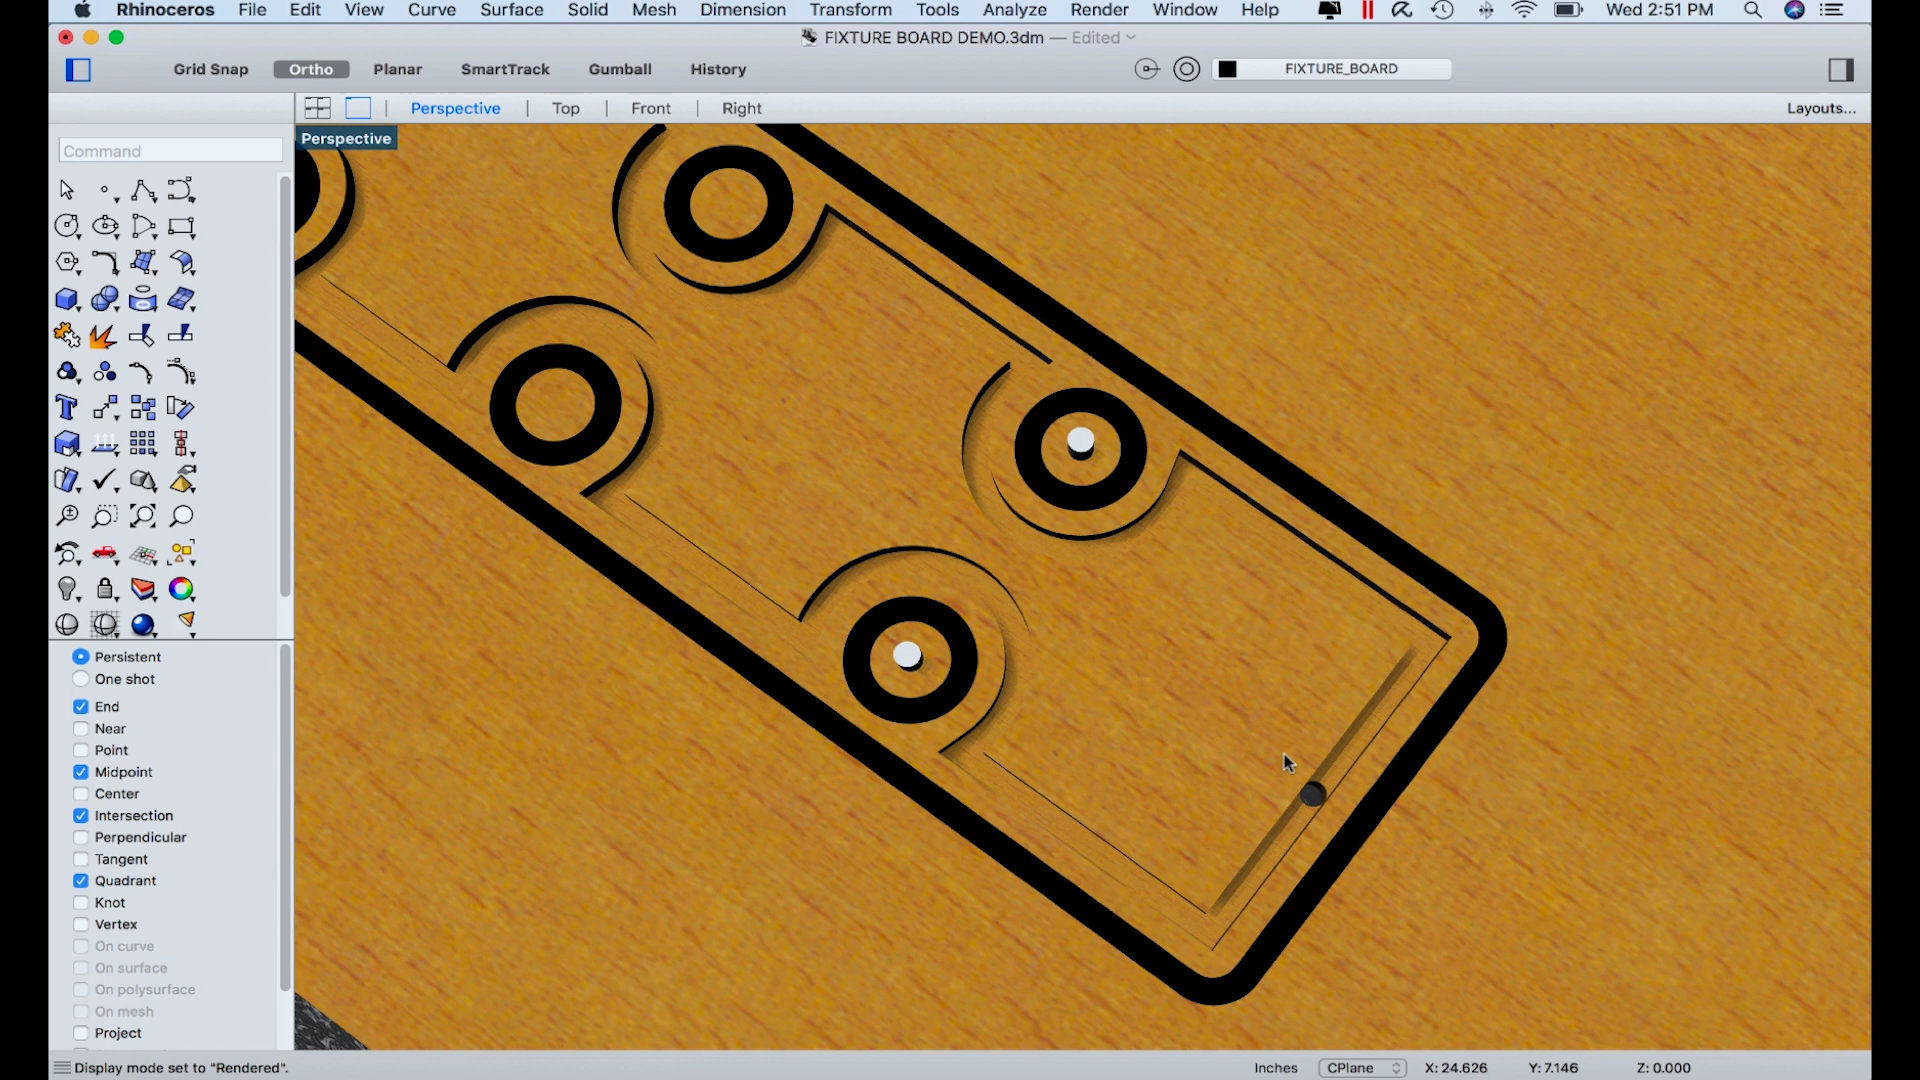 Rhinoceros File Edit View Curve Surface Solid Mesh Dimension Transform Tools Analyze Render Window Help Wed 2:51 PM
FIXTURE BOARD DEMO.3dm — Edited
Grid Snap Ortho Planar SmartTrack Gumball History FIXTURE_BOARD
Perspective Top Front Right Layouts...
Perspective
Command
Persistent
One shot
End
Near
Point
Midpoint
Center
Intersection
Perpendicular
Tangent
Quadrant
Knot
Vertex
On curve
On surface
On polysurface
On mesh
Project
Display mode set to "Rendered". Inches CPlane X: 24.626 Y: 7.146 Z: 0.000